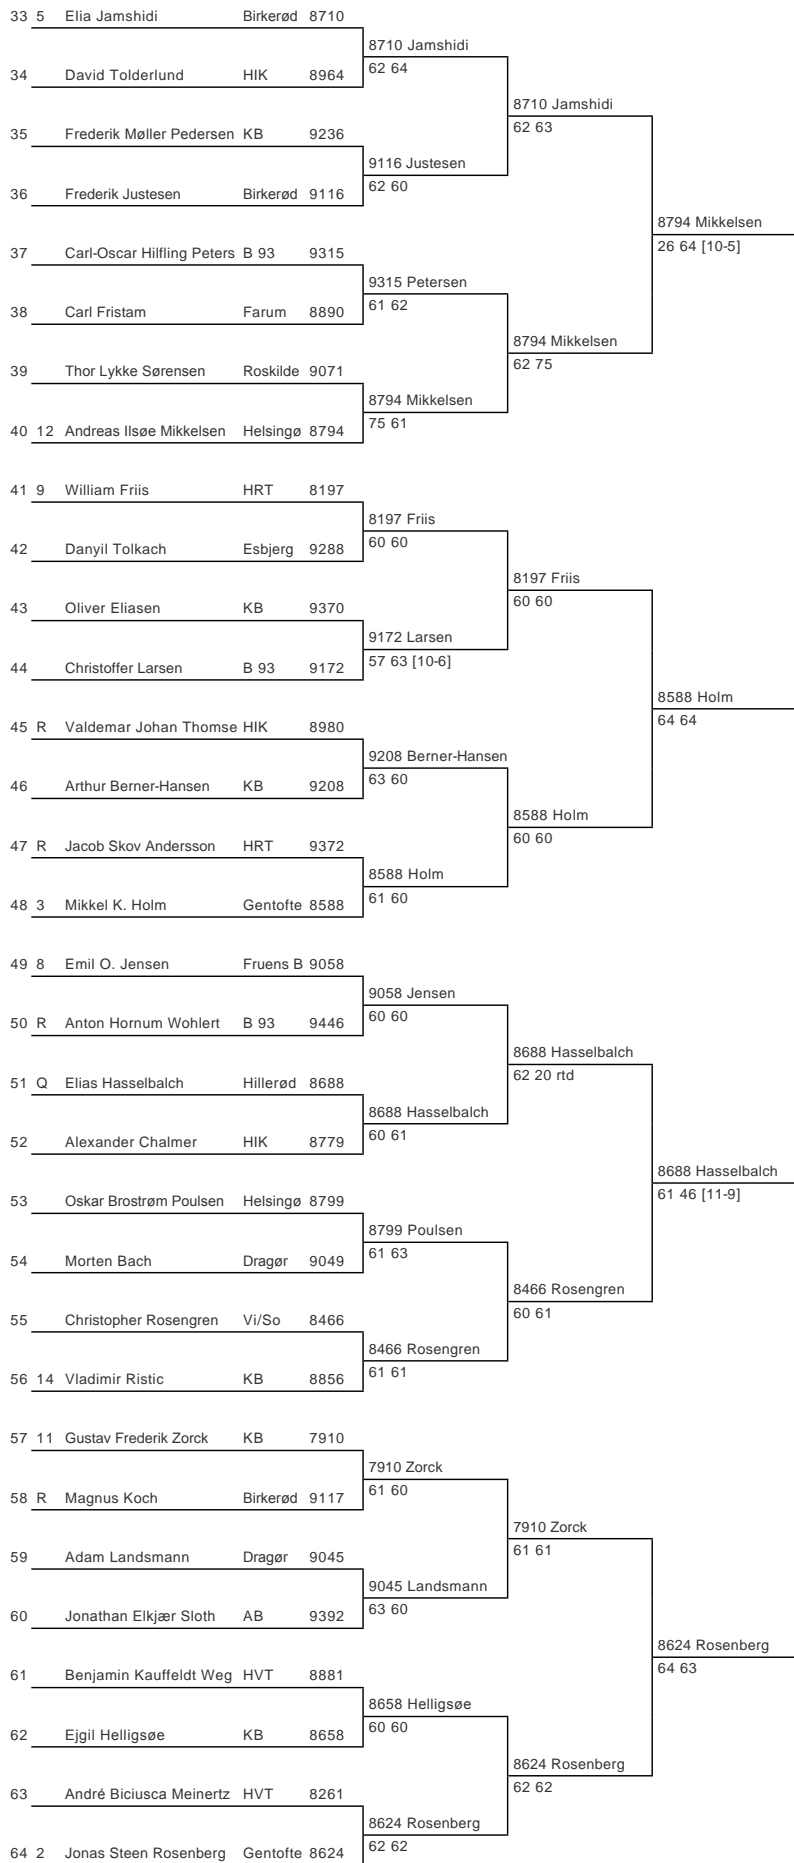 33 5 Elia Jamshidi Birkerød 8710
8710 Jamshidi
62 64
34 David Tolderlund HIK 8964
8710 Jamshidi
62 63
35 Frederik Møller Pedersen KB 9236
9116 Justesen
62 60
36 Frederik Justesen Birkerød 9116
8794 Mikkelsen
26 64 [10-5]
37 Carl-Oscar Hilfling Peters B 93 9315
9315 Petersen
61 62
38 Carl Fristam Farum 8890
8794 Mikkelsen
62 75
39 Thor Lykke Sørensen Roskilde 9071
8794 Mikkelsen
75 61
40 12 Andreas Ilsøe Mikkelsen Helsingø 8794
41 9 William Friis HRT 8197
8197 Friis
60 60
42 Danyil Tolkach Esbjerg 9288
8197 Friis
60 60
43 Oliver Eliasen KB 9370
9172 Larsen
57 63 [10-6]
44 Christoffer Larsen B 93 9172
8588 Holm
64 64
45 R Valdemar Johan Thomse HIK 8980
9208 Berner-Hansen
63 60
46 Arthur Berner-Hansen KB 9208
8588 Holm
60 60
47 R Jacob Skov Andersson HRT 9372
8588 Holm
61 60
48 3 Mikkel K. Holm Gentofte 8588
49 8 Emil O. Jensen Fruens B 9058
9058 Jensen
60 60
50 R Anton Hornum Wohlert B 93 9446
8688 Hasselbalch
62 20 rtd
51 Q Elias Hasselbalch Hillerød 8688
8688 Hasselbalch
60 61
52 Alexander Chalmer HIK 8779
8688 Hasselbalch
61 46 [11-9]
53 Oskar Brostrøm Poulsen Helsingø 8799
8799 Poulsen
61 63
54 Morten Bach Dragør 9049
8466 Rosengren
60 61
55 Christopher Rosengren Vi/So 8466
8466 Rosengren
61 61
56 14 Vladimir Ristic KB 8856
57 11 Gustav Frederik Zorck KB 7910
7910 Zorck
61 60
58 R Magnus Koch Birkerød 9117
7910 Zorck
61 61
59 Adam Landsmann Dragør 9045
9045 Landsmann
63 60
60 Jonathan Elkjær Sloth AB 9392
8624 Rosenberg
64 63
61 Benjamin Kauffeldt Weg HVT 8881
8658 Helligsøe
60 60
62 Ejgil Helligsøe KB 8658
8624 Rosenberg
62 62
63 André Biciusca Meinertz HVT 8261
8624 Rosenberg
62 62
64 2 Jonas Steen Rosenberg Gentofte 8624